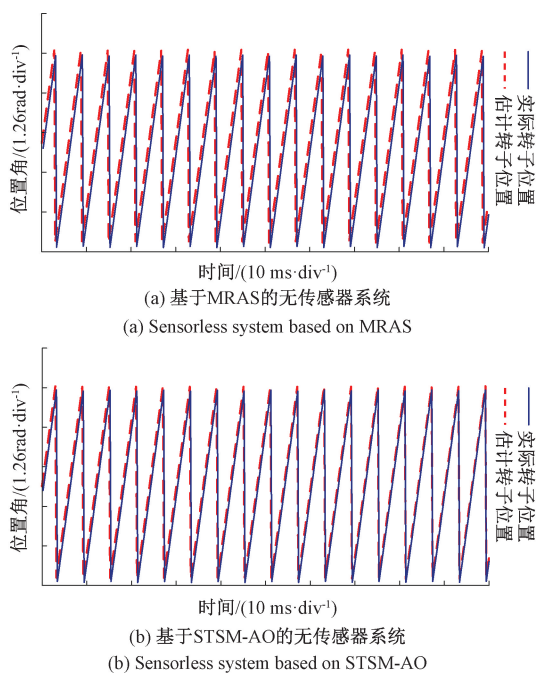 位置角/(1.26rad·div⁻¹)
实际转子位置
估计转子位置
时间/(10 ms·div⁻¹)
(a) 基于MRAS的无传感器系统
(a) Sensorless system based on MRAS
位置角/(1.26rad·div⁻¹)
实际转子位置
估计转子位置
时间/(10 ms·div⁻¹)
(b) 基于STSM-AO的无传感器系统
(b) Sensorless system based on STSM-AO